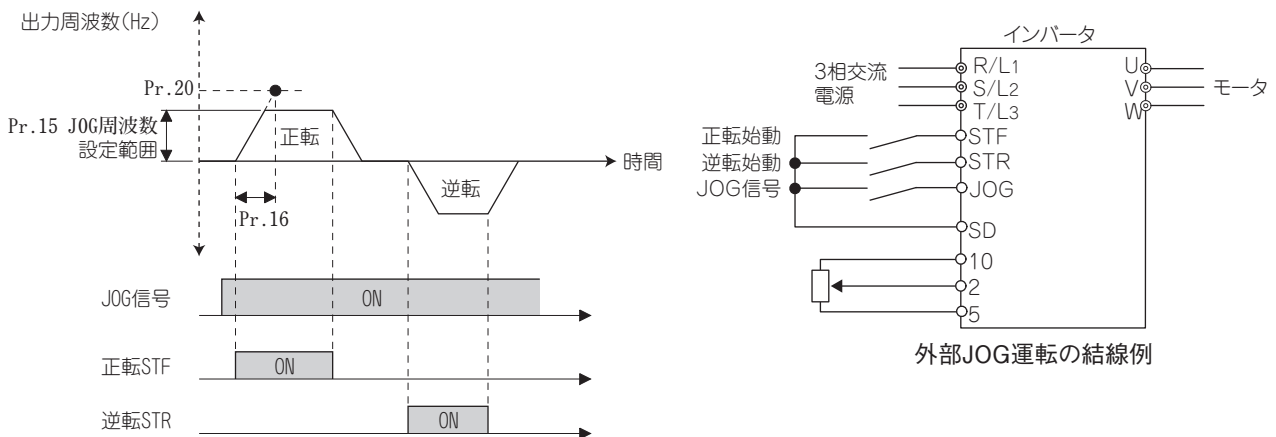 出力周波数(Hz)
Pr.20
Pr.15 JOG周波数
設定範囲
正転
時間
逆転
Pr.16
JOG信号
ON
正転STF
ON
逆転STR
ON
インバータ
3相交流
電源
R/L1
S/L2
T/L3
U
V
W
モータ
正転始動
STF
逆転始動
STR
JOG信号
JOG
SD
10
2
5
外部JOG運転の結線例